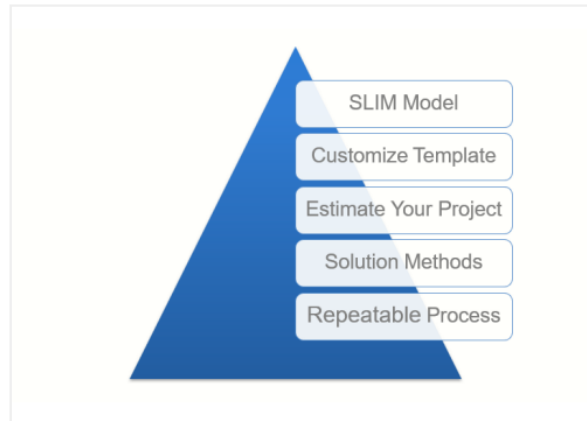 SLIM Model
Customize Template
Estimate Your Project
Solution Methods
Repeatable Process